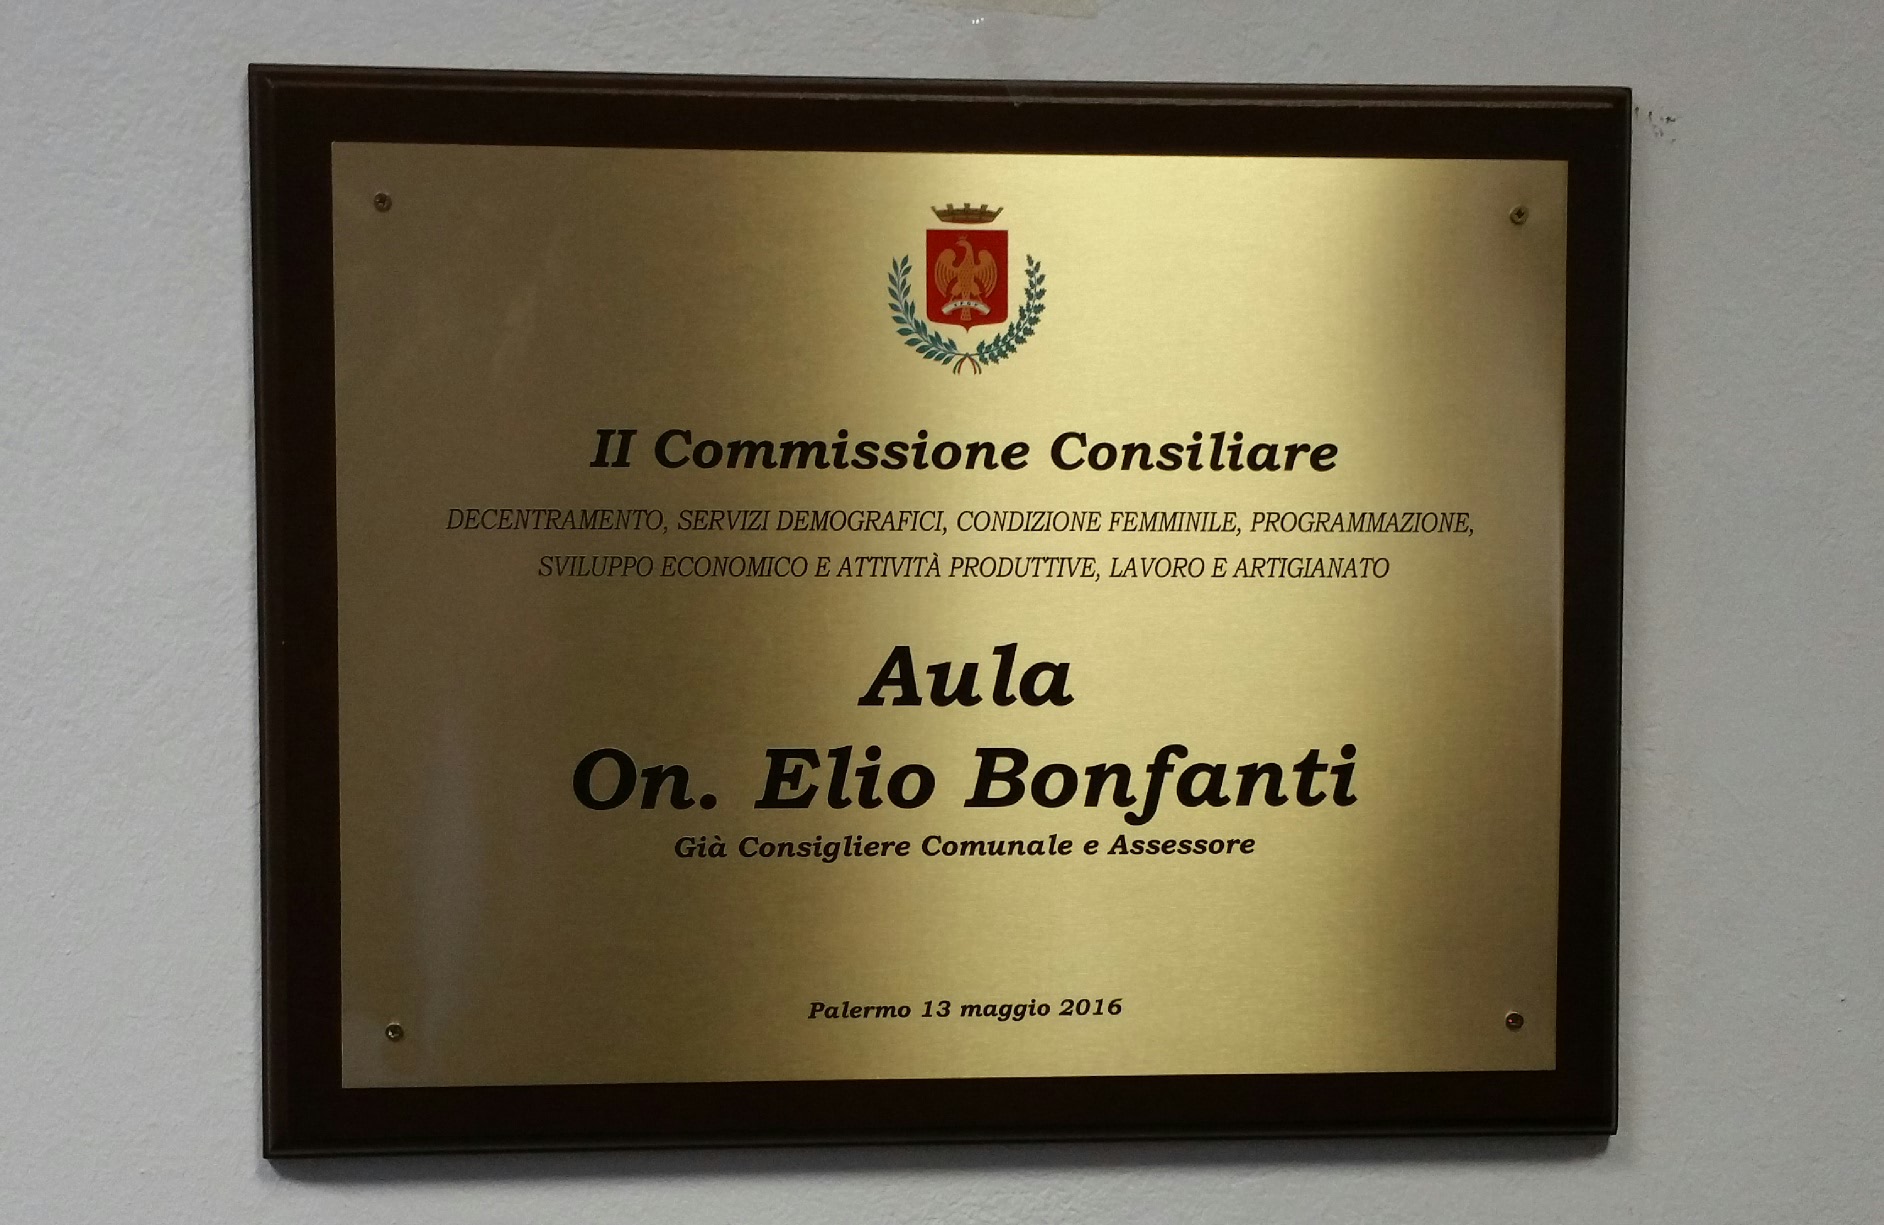 II Commissione Consiliare
DECENTRAMENTO, SERVIZI DEMOGRAFICI, CONDIZIONE FEMMINILE, PROGRAMMAZIONE,
SVILUPPO ECONOMICO E ATTIVITÀ PRODUTTIVE, LAVORO E ARTIGIANATO
Aula
On. Elio Bonfanti
Già Consigliere Comunale e Assessore
Palermo 13 maggio 2016